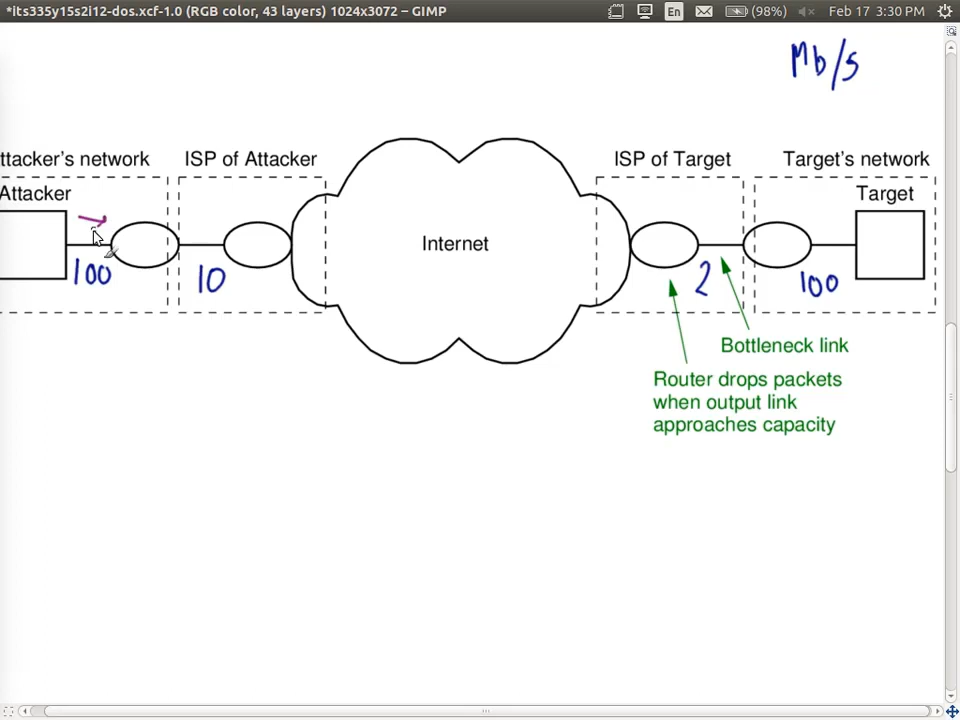 *its335y15s2i12-dos.xcf-1.0 (RGB color, 43 layers) 1024x3072 – GIMP
En
(98%)
Feb 17 3:30 PM
Mb/s
ttacker's network
ISP of Attacker
ISP of Target
Target's network
Attacker
Target
Internet
100
10
2
100
Bottleneck link
Router drops packets
when output link
approaches capacity